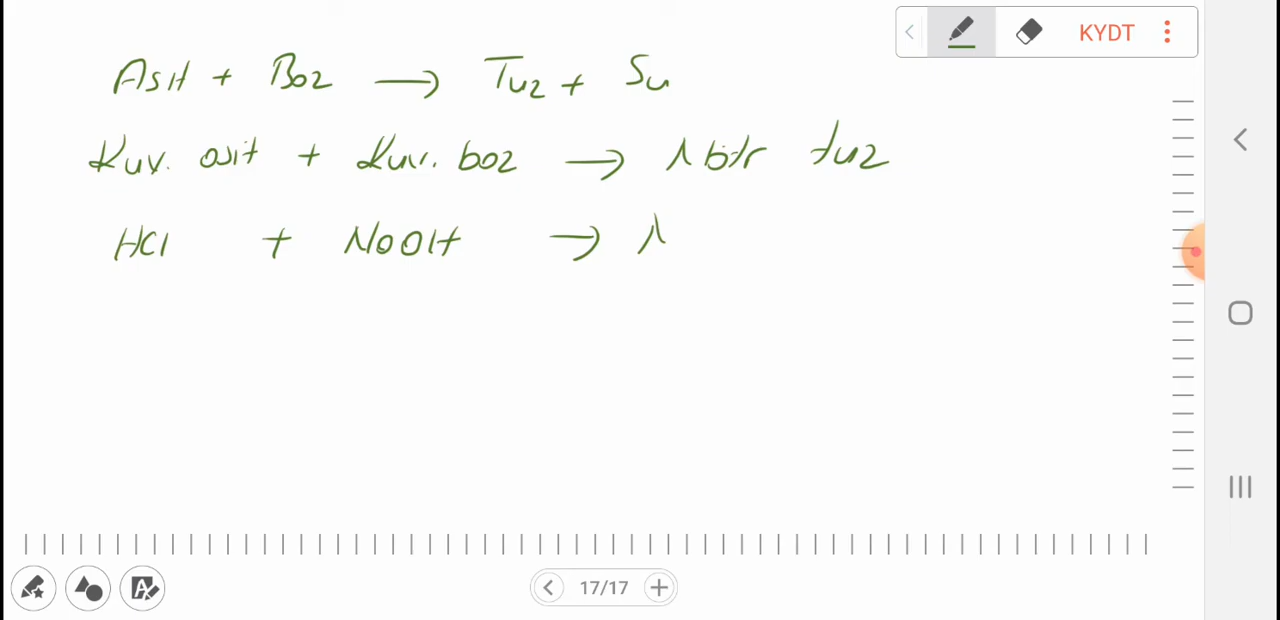 KYDT
Asit + Baz → Tuz + Su
Kuv. asit + Kuv. baz → Nötr tuz
HCl + NaOH → N
17/17